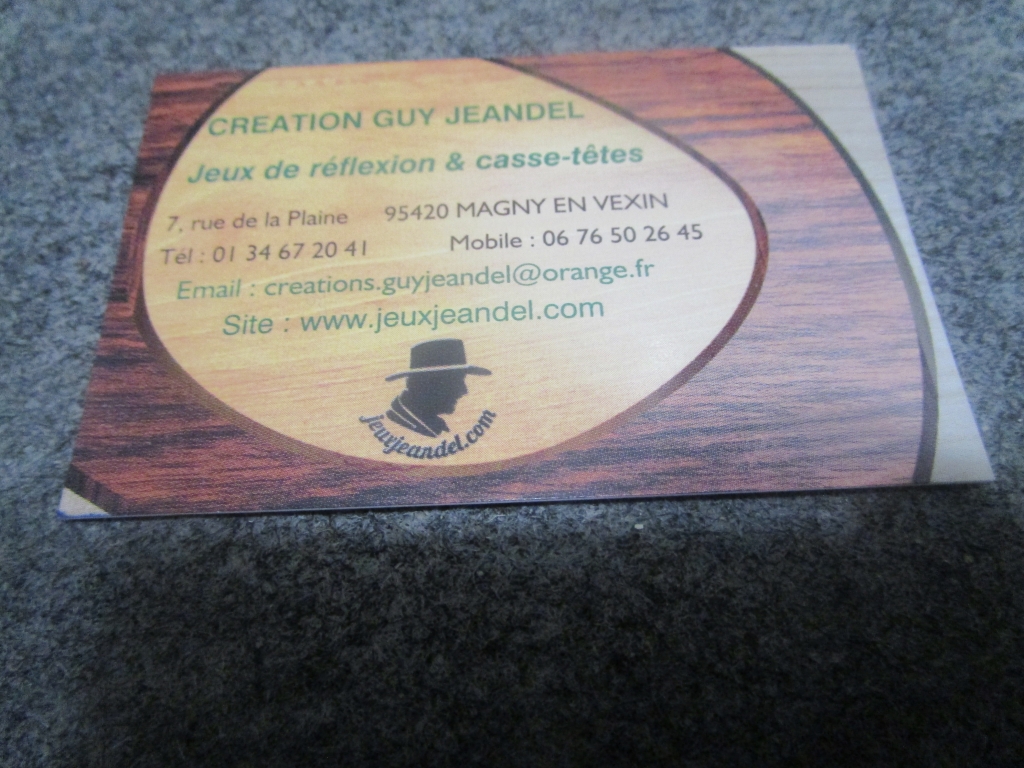 CREATION GUY JEANDEL
Jeux de réflexion & casse-têtes
7, rue de la Plaine 95420 MAGNY EN VEXIN
Tél : 01 34 67 20 41 Mobile : 06 76 50 26 45
Email : creations.guyjeandel@orange.fr
Site : www.jeuxjeandel.com
jeuxjeandel.com